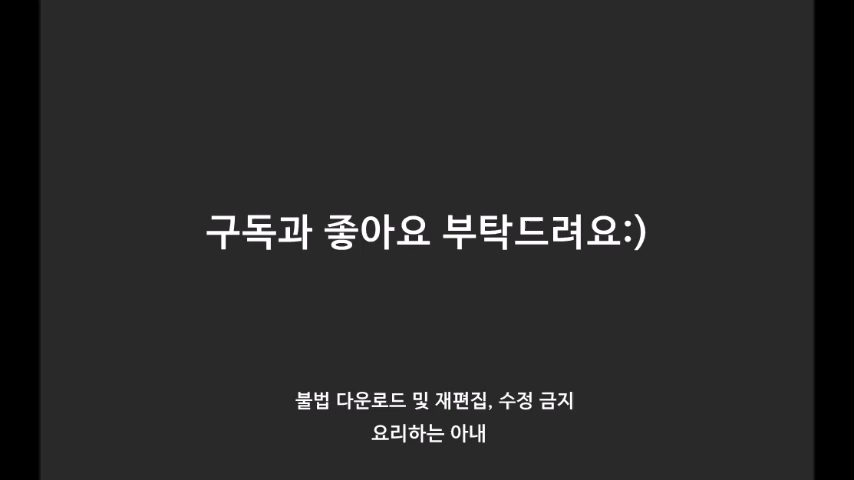 구독과 좋아요 부탁드려요:)
불법 다운로드 및 재편집, 수정 금지
요리하는 아내